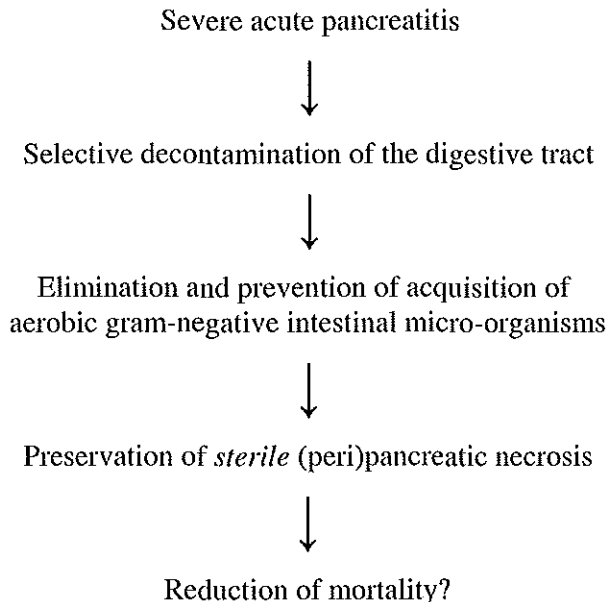 Severe acute pancreatitis
Selective decontamination of the digestive tract
Elimination and prevention of acquisition of
aerobic gram-negative intestinal micro-organisms
Preservation of sterile (peri)pancreatic necrosis
Reduction of mortality?